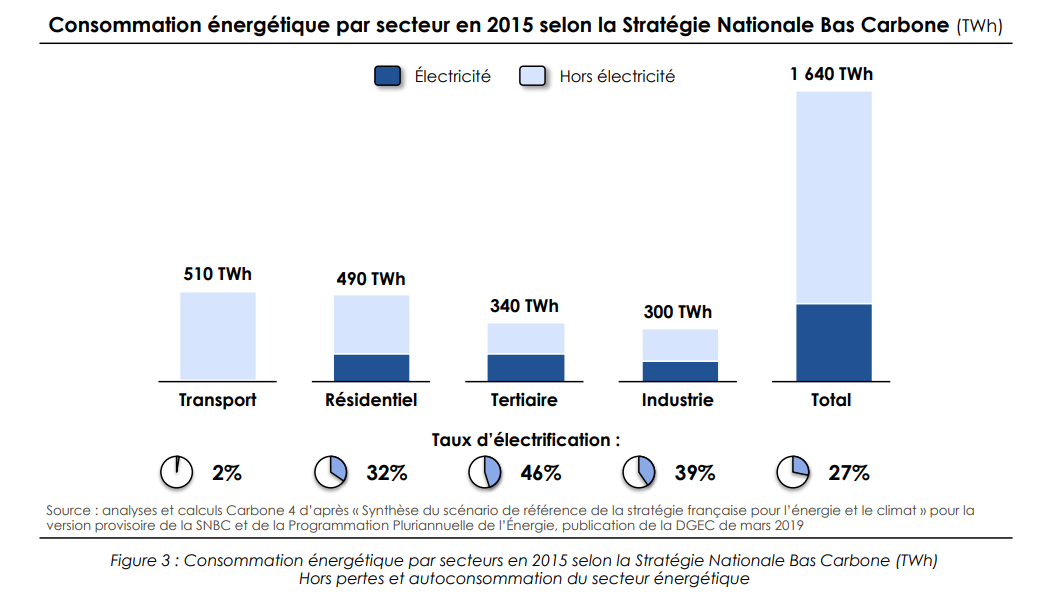 Consommation énergétique par secteur en 2015 selon la Stratégie Nationale Bas Carbone (TWh)
Électricité
Hors électricité
1 640 TWh
510 TWh
490 TWh
340 TWh
300 TWh
Transport
Résidentiel
Tertiaire
Industrie
Total
Taux d’électrification :
2%
32%
46%
39%
27%
Source : analyses et calculs Carbone 4 d’après « Synthèse du scénario de référence de la stratégie française pour l’énergie et le climat » pour la
version provisoire de la SNBC et de la Programmation Pluriannuelle de l’Énergie, publication de la DGEC de mars 2019
Figure 3 : Consommation énergétique par secteurs en 2015 selon la Stratégie Nationale Bas Carbone (TWh)
Hors pertes et autoconsommation du secteur énergétique